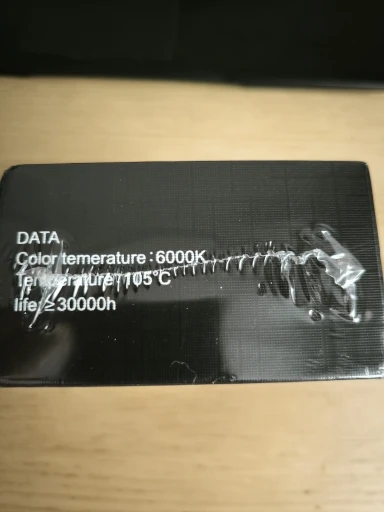 DATA
Color temerature : 6000K
Temperature : 105°C
life: ≥30000h